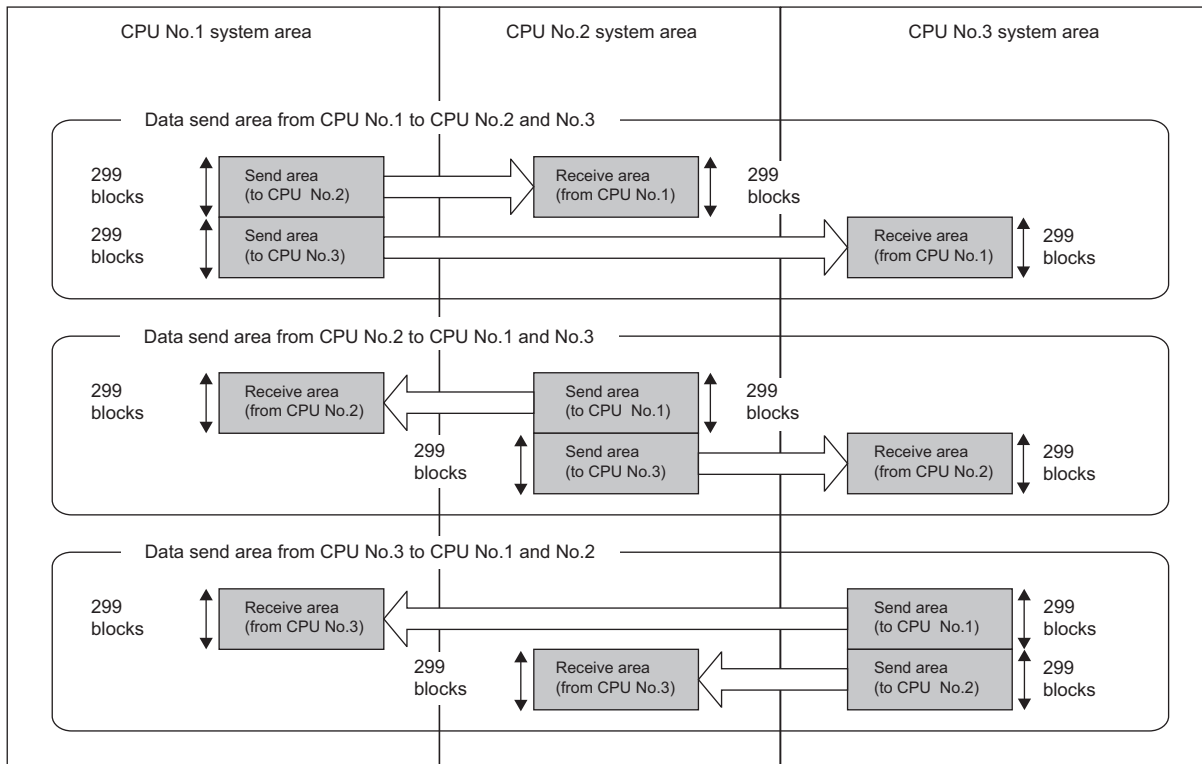 CPU No.1 system area
CPU No.2 system area
CPU No.3 system area
Data send area from CPU No.1 to CPU No.2 and No.3
299
blocks
Send area
(to CPU No.2)
Receive area
(from CPU No.1)
299
blocks
299
blocks
Send area
(to CPU No.3)
Receive area
(from CPU No.1)
299
blocks
Data send area from CPU No.2 to CPU No.1 and No.3
299
blocks
Receive area
(from CPU No.2)
Send area
(to CPU No.1)
299
blocks
299
blocks
Send area
(to CPU No.3)
Receive area
(from CPU No.2)
299
blocks
Data send area from CPU No.3 to CPU No.1 and No.2
299
blocks
Receive area
(from CPU No.3)
Send area
(to CPU No.1)
299
blocks
299
blocks
Receive area
(from CPU No.3)
Send area
(to CPU No.2)
299
blocks